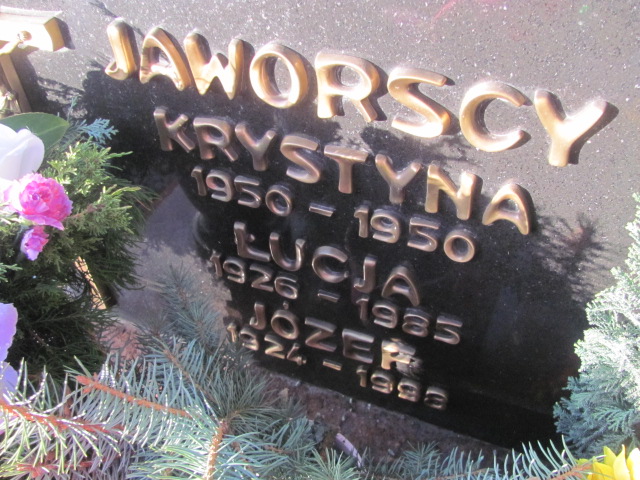 JAWORSCY
KRYSTYNA
1950 - 1950
ŁUCJA
1926 - 1985
JÓZEF
1924 - 1993